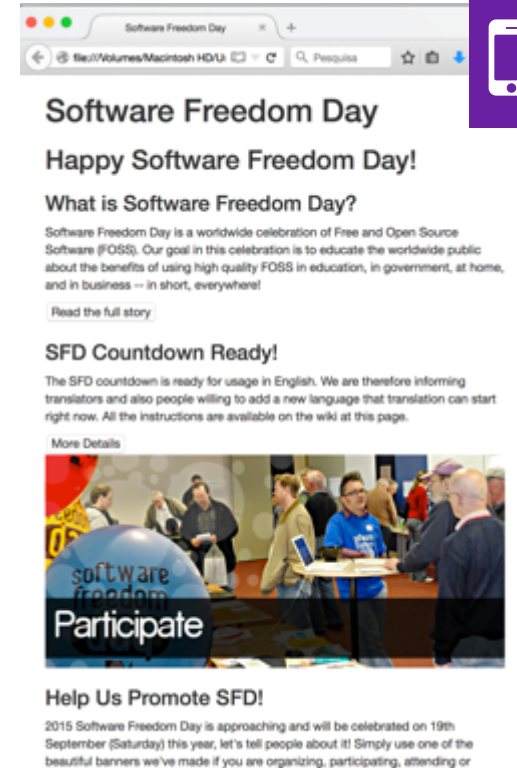 Software Freedom Day
file:///Volumes/Macintosh HD/U
Pesquisa
Software Freedom Day
Happy Software Freedom Day!
What is Software Freedom Day?
Software Freedom Day is a worldwide celebration of Free and Open Source
Software (FOSS). Our goal in this celebration is to educate the worldwide public
about the benefits of using high quality FOSS in education, in government, at home,
and in business -- in short, everywhere!
Read the full story
SFD Countdown Ready!
The SFD countdown is ready for usage in English. We are therefore informing
translators and also people willing to add a new language that translation can start
right now. All the instructions are available on the wiki at this page.
More Details
software
freedom
day
Participate
Help Us Promote SFD!
2015 Software Freedom Day is approaching and will be celebrated on 19th
September (Saturday) this year, let's tell people about it! Simply use one of the
beautiful banners we've made if you are organizing, participating, attending or